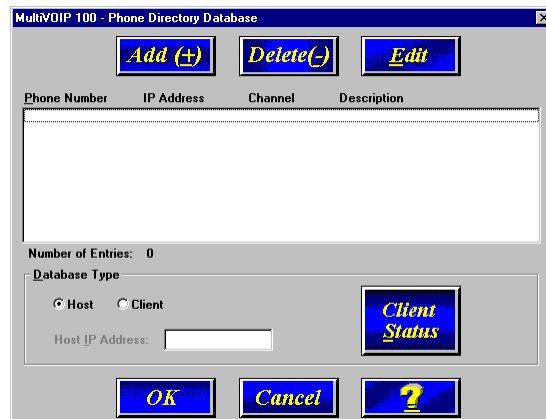 MultiVOIP 100 - Phone Directory Database
Add (+) Delete(-) Edit
Phone Number IP Address Channel Description
Number of Entries: 0
Database Type
Host Client
Client Status
Host IP Address:
OK Cancel ?